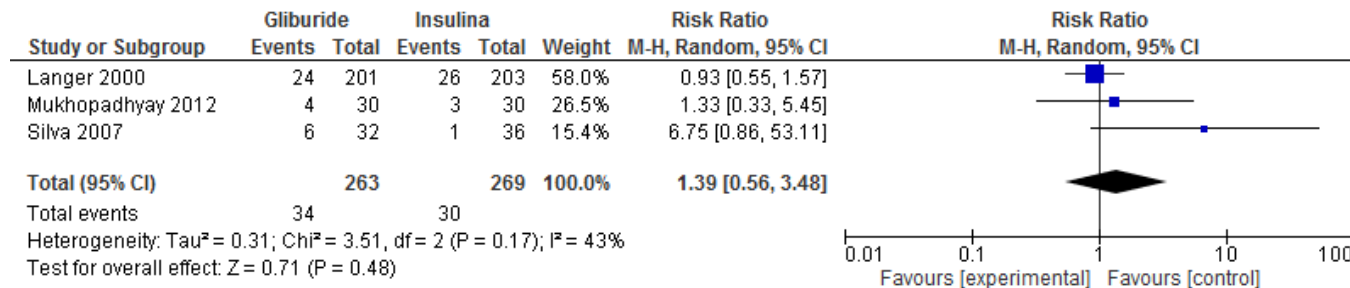 Gliburide Insulina Risk Ratio Risk Ratio
Study or Subgroup Events Total Events Total Weight M-H, Random, 95% CI M-H, Random, 95% CI
Langer 2000 24 201 26 203 58.0% 0.93 [0.55, 1.57]
Mukhopadhyay 2012 4 30 3 30 26.5% 1.33 [0.33, 5.45]
Silva 2007 6 32 1 36 15.4% 6.75 [0.86, 53.11]
Total (95% CI) 263 269 100.0% 1.39 [0.56, 3.48]
Total events 34 30
Heterogeneity: Tau² = 0.31; Chi² = 3.51, df = 2 (P = 0.17); I² = 43%
Test for overall effect: Z = 0.71 (P = 0.48)
0.01 0.1 1 10 100
Favours [experimental] Favours [control]